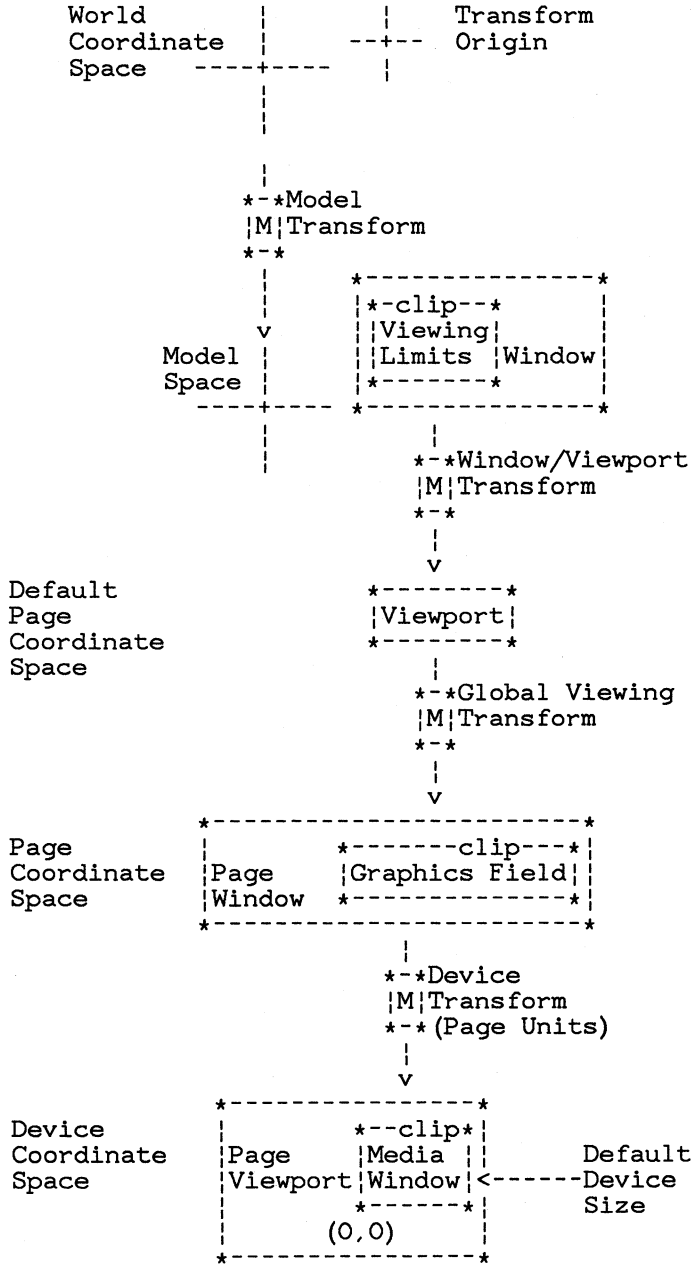 World ¦ ¦ Transform
Coordinate ¦ --+-- Origin
Space ----+---- ¦
*-*Model
¦M¦Transform
*-*
*---------------*
¦*-clip--* ¦
v ¦¦Viewing¦ ¦
Model ¦ ¦¦Limits ¦Window¦
Space ¦ ¦*-------* ¦
----+---- *---------------*
*-*Window/Viewport
¦M¦Transform
*-*
v
Default *--------*
Page ¦Viewport¦
Coordinate *--------*
Space ¦
*-*Global Viewing
¦M¦Transform
*-*
v
*------------------------*
Page ¦ *-------clip---*¦
Coordinate ¦Page ¦Graphics Field¦¦
Space ¦Window *--------------*¦
*------------------------*
*-*Device
¦M¦Transform
*-*(Page Units)
v
*----------------*
Device ¦ *--clip*¦
Coordinate ¦Page ¦Media ¦¦ Default
Space ¦Viewport¦Window¦<------Device
¦ *------*¦ Size
¦ (0,0) ¦
*----------------*